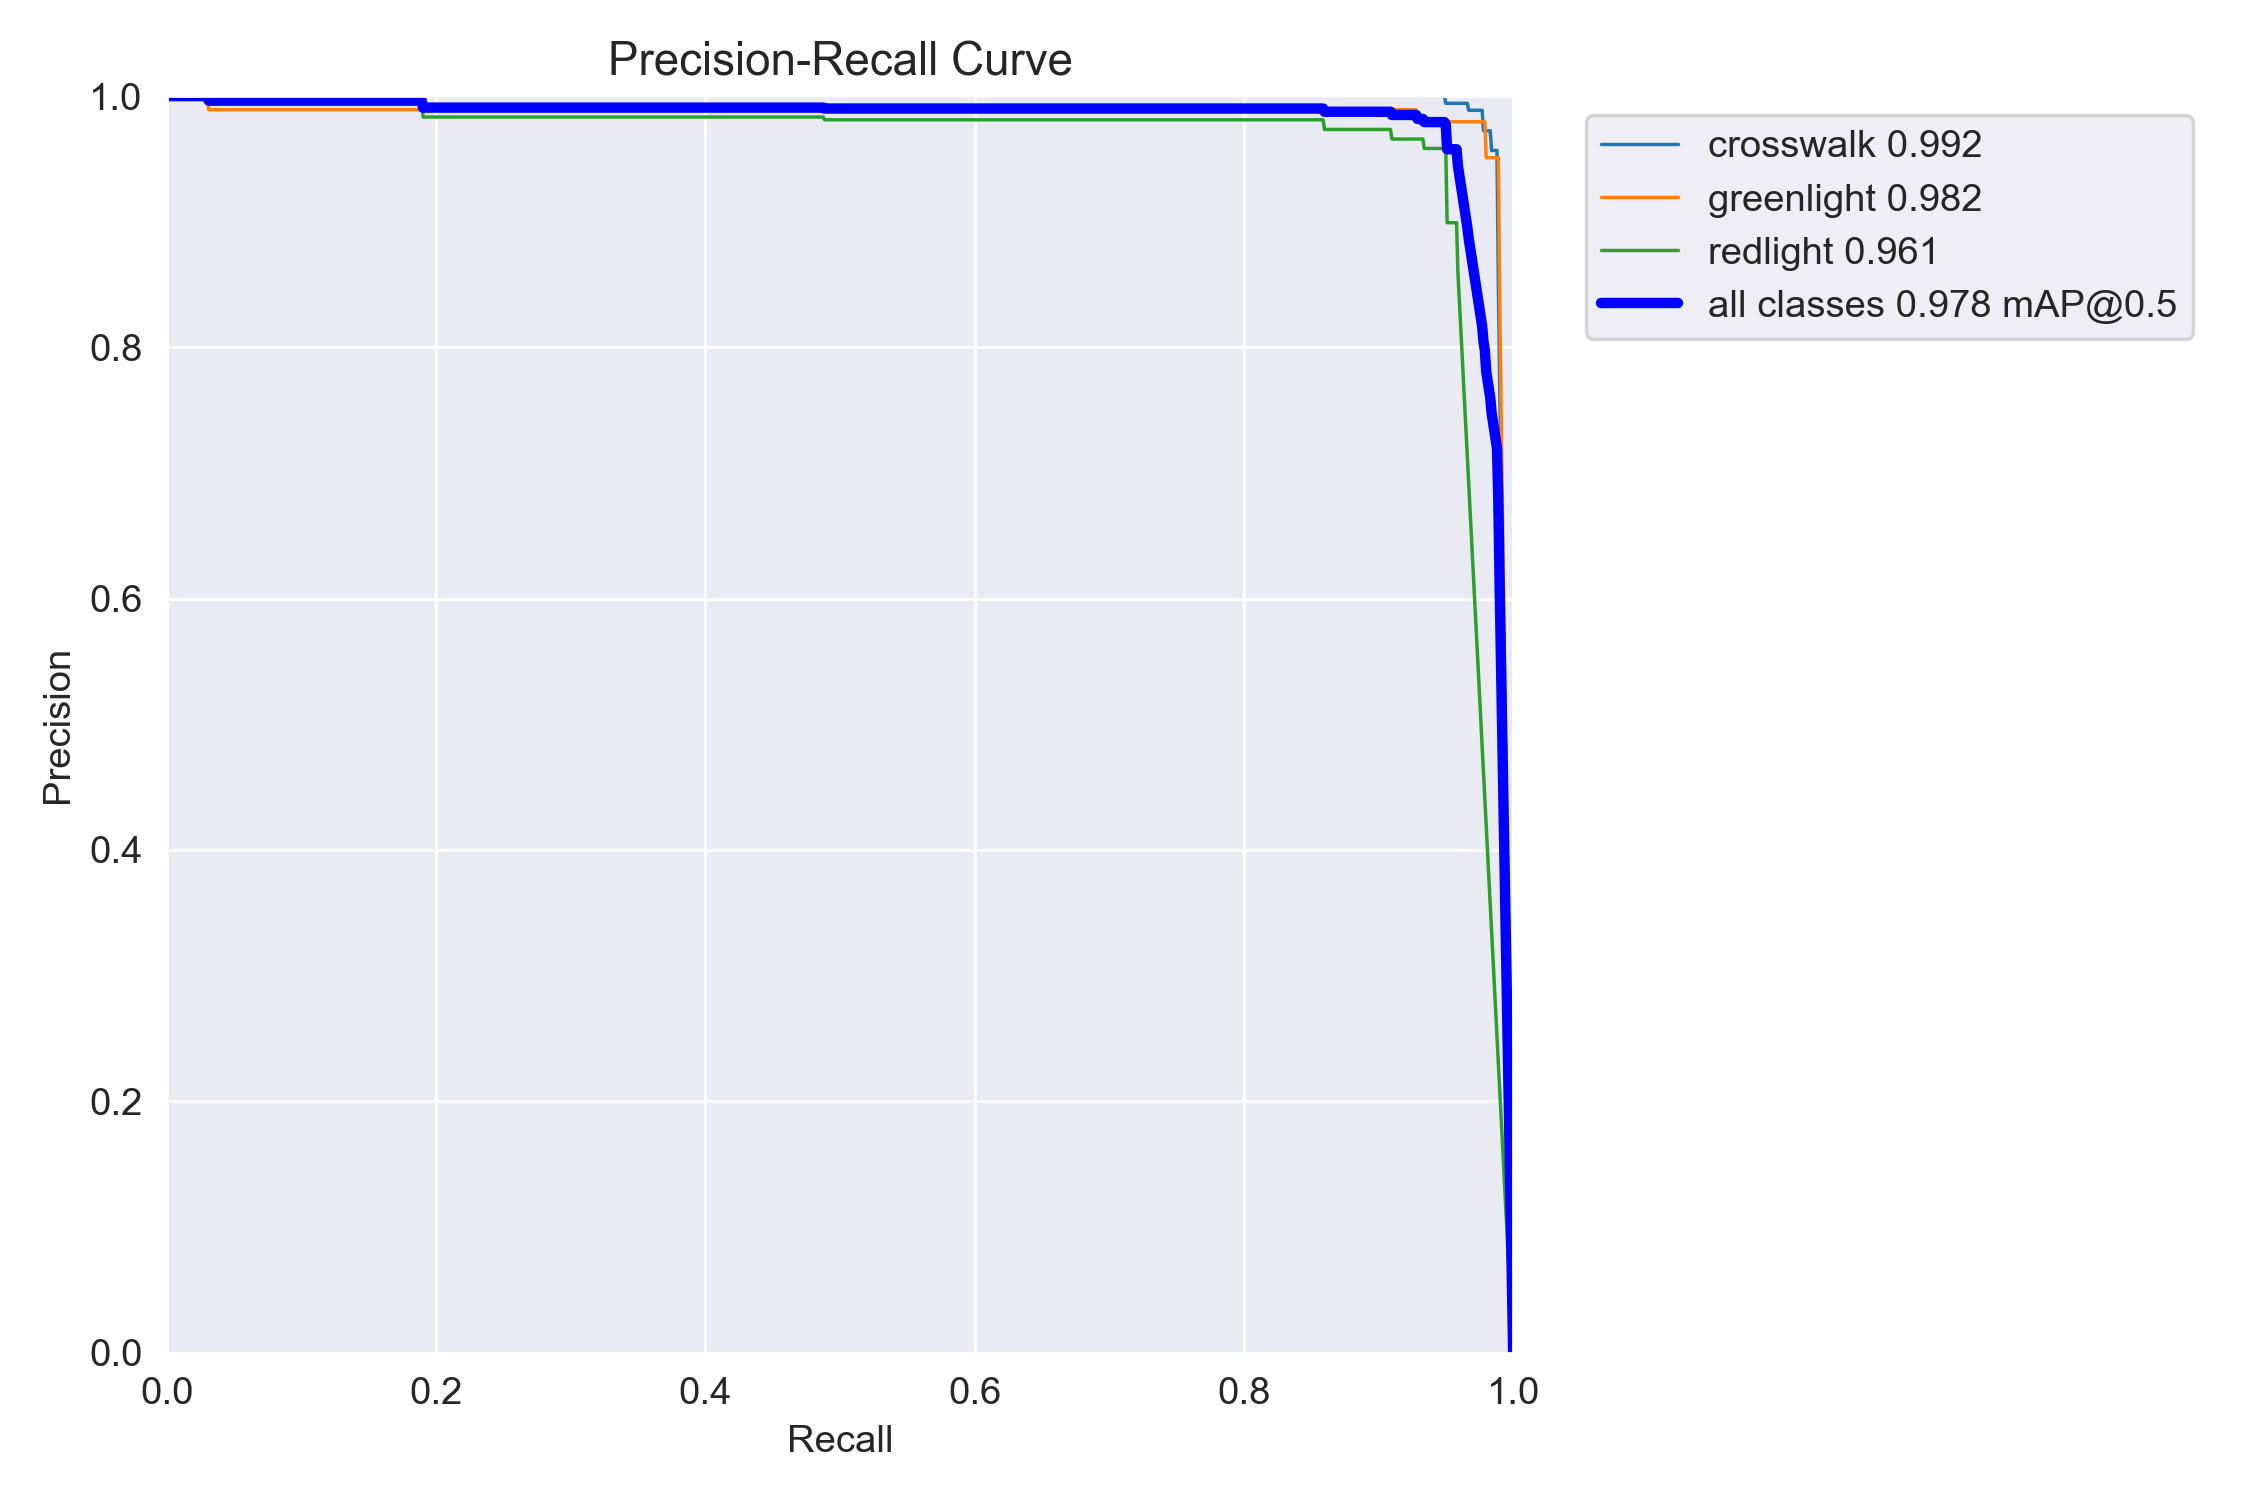 Precision-Recall Curve
1.0
0.8
0.6
0.4
0.2
0.0
Precision
0.0 0.2 0.4 0.6 0.8 1.0
Recall
crosswalk 0.992
greenlight 0.982
redlight 0.961
all classes 0.978 mAP@0.5